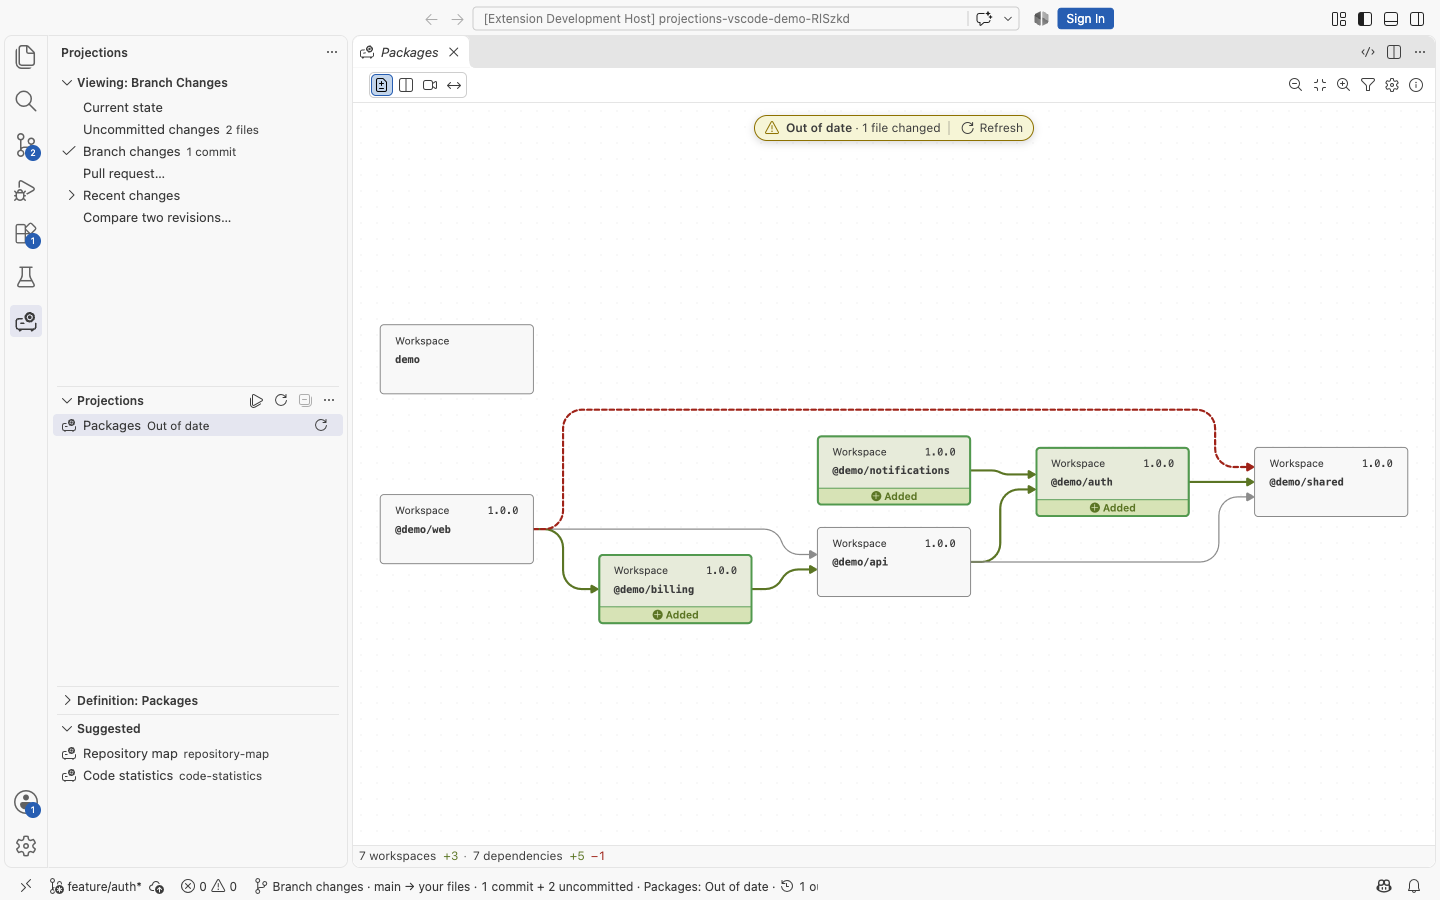 [Extension Development Host] projections-vscode-demo-RISzkd
Sign In
Projections
Viewing: Branch Changes
Current state
Uncommitted changes 2 files
Branch changes 1 commit
Pull request...
Recent changes
Compare two revisions...
2
1
Projections
Packages Out of date
Definition: Packages
Suggested
Repository map repository-map
Code statistics code-statistics
1
Packages
Out of date · 1 file changed
Refresh
Workspace
demo
Workspace 1.0.0
@demo/notifications
Added
Workspace 1.0.0
@demo/auth
Added
Workspace 1.0.0
@demo/shared
Workspace 1.0.0
@demo/web
Workspace 1.0.0
@demo/api
Workspace 1.0.0
@demo/billing
Added
7 workspaces +3 · 7 dependencies +5 −1
feature/auth* 0 0 Branch changes · main → your files · 1 commit + 2 uncommitted · Packages: Out of date · 1